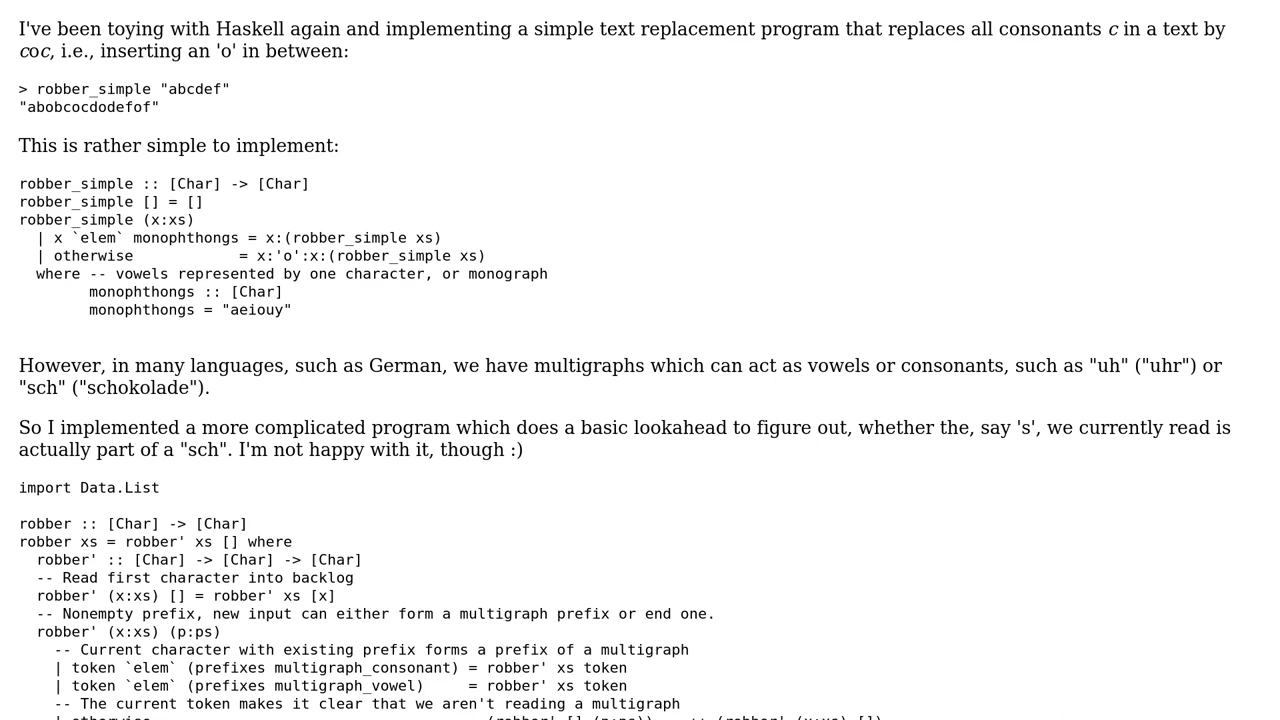 I've been toying with Haskell again and implementing a simple text replacement program that replaces all consonants c in a text by
coc, i.e., inserting an 'o' in between:
> robber_simple "abcdef"
"abobcocdodefof"
This is rather simple to implement:
robber_simple :: [Char] -> [Char]
robber_simple [] = []
robber_simple (x:xs)
  | x `elem` monophthongs = x:(robber_simple xs)
  | otherwise            = x:'o':x:(robber_simple xs)
  where -- vowels represented by one character, or monograph
        monophthongs :: [Char]
        monophthongs = "aeiouy"
However, in many languages, such as German, we have multigraphs which can act as vowels or consonants, such as "uh" ("uhr") or
"sch" ("schokolade").
So I implemented a more complicated program which does a basic lookahead to figure out, whether the, say 's', we currently read is
actually part of a "sch". I'm not happy with it, though :)
import Data.List
robber :: [Char] -> [Char]
robber xs = robber' xs [] where
  robber' :: [Char] -> [Char] -> [Char]
  -- Read first character into backlog
  robber' (x:xs) [] = robber' xs [x]
  -- Nonempty prefix, new input can either form a multigraph prefix or end one.
  robber' (x:xs) (p:ps)
    -- Current character with existing prefix forms a prefix of a multigraph
    | token `elem` (prefixes multigraph_consonant) = robber' xs token
    | token `elem` (prefixes multigraph_vowel)     = robber' xs token
    -- The current token makes it clear that we aren't reading a multigraph